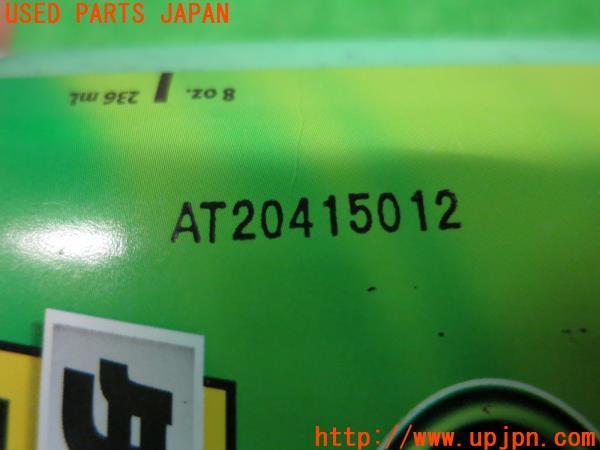 USED PARTS JAPAN
8 oz. 236 mL
AT20415012
http://www.upjpn.com